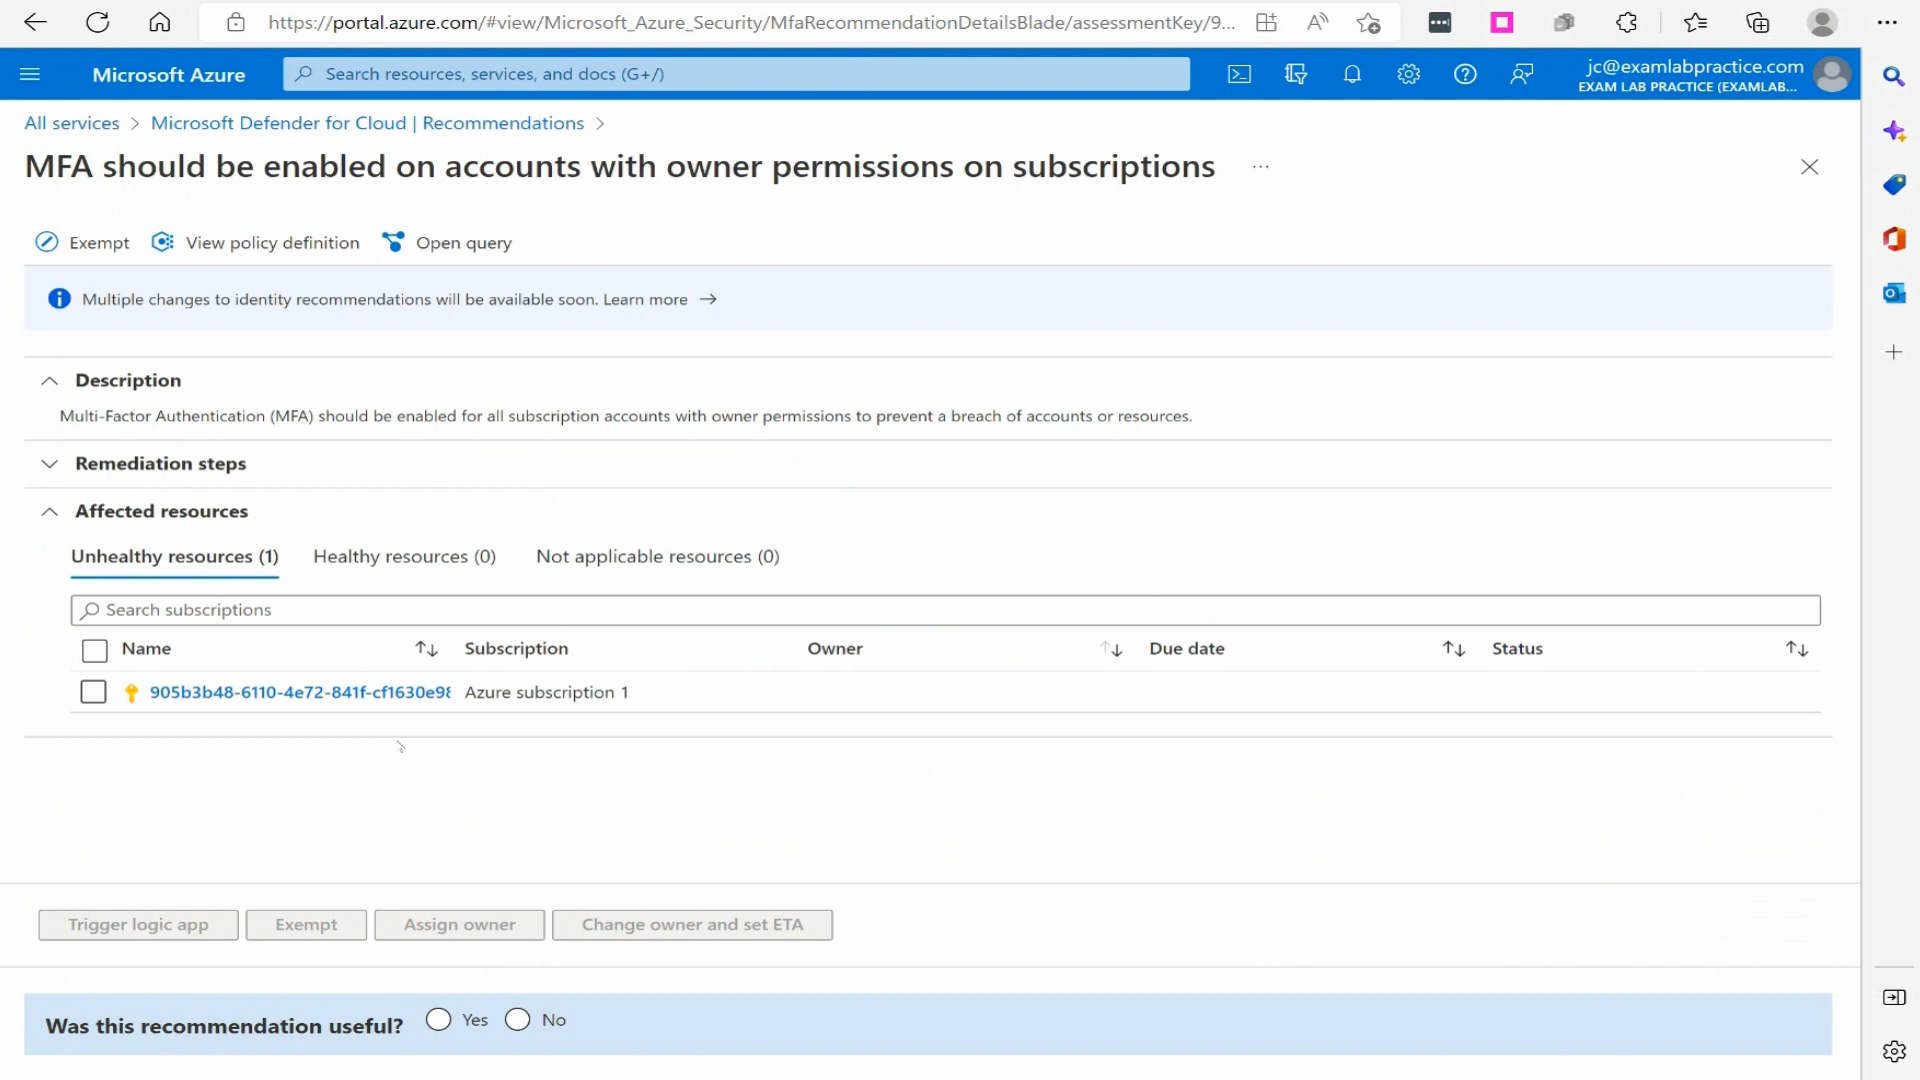 https://portal.azure.com/#view/Microsoft_Azure_Security/MfaRecommendationDetailsBlade/assessmentKey/9...
Microsoft Azure
Search resources, services, and docs (G+/)
jc@examlabpractice.com
EXAM LAB PRACTICE (EXAMLAB...
All services > Microsoft Defender for Cloud | Recommendations >
MFA should be enabled on accounts with owner permissions on subscriptions ...
Exempt View policy definition Open query
Multiple changes to identity recommendations will be available soon. Learn more →
Description
Multi-Factor Authentication (MFA) should be enabled for all subscription accounts with owner permissions to prevent a breach of accounts or resources.
Remediation steps
Affected resources
Unhealthy resources (1) Healthy resources (0) Not applicable resources (0)
Search subscriptions
Name Subscription Owner Due date Status
905b3b48-6110-4e72-841f-cf1630e98 Azure subscription 1
Trigger logic app Exempt Assign owner Change owner and set ETA
Was this recommendation useful? Yes No